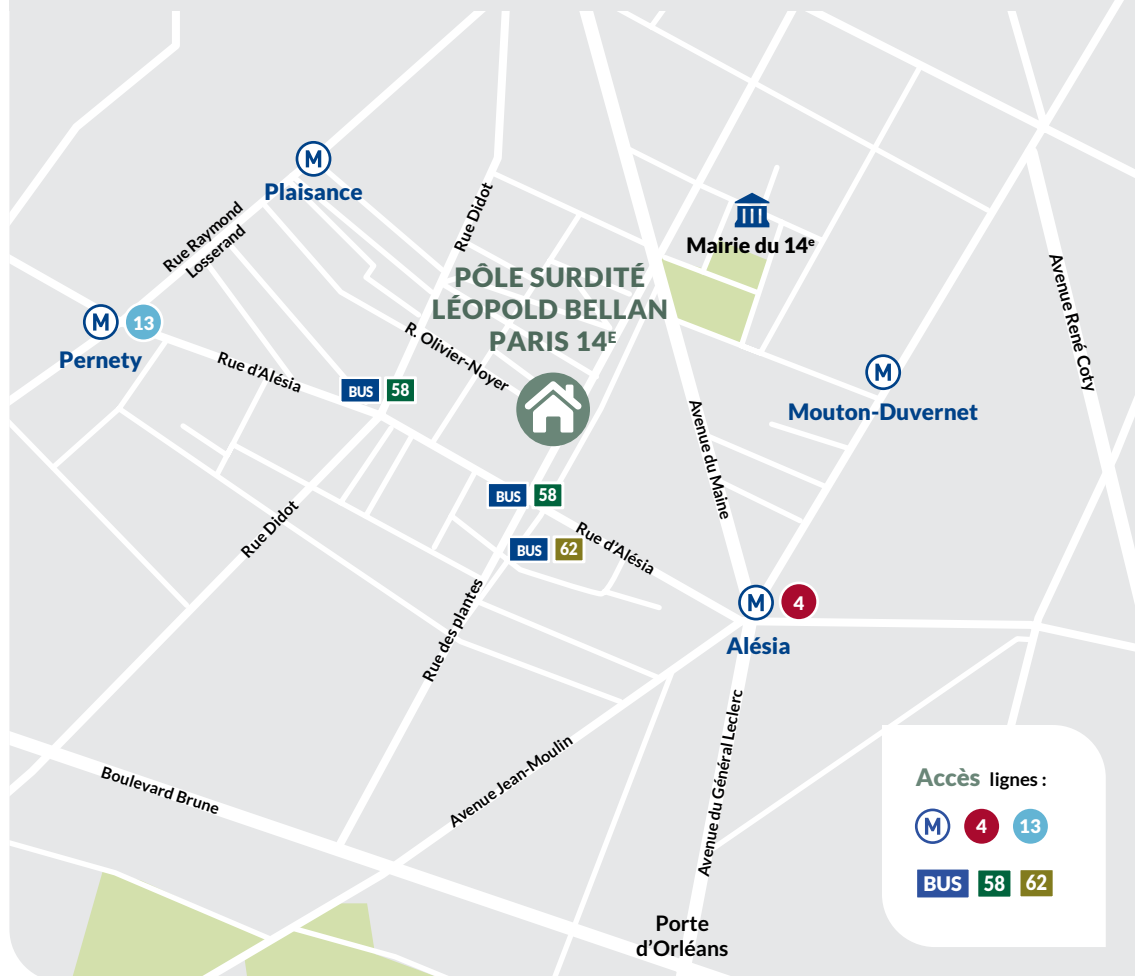 M
Plaisance
Rue Didot
Rue Raymond
Losserand
Mairie du 14e
PÔLE SURDITÉ
LÉOPOLD BELLAN
PARIS 14E
Avenue René Coty
M 13
Pernety
R. Olivier-Noyer
Rue d'Alésia
BUS 58
M
Mouton-Duvernet
Avenue du Maine
BUS 58
Rue Didot
BUS 62
Rue d'Alésia
Rue des plantes
M 4
Alésia
Avenue du Général Leclerc
Avenue Jean-Moulin
Boulevard Brune
Porte
d'Orléans
Accès lignes :
M 4 13
BUS 58 62